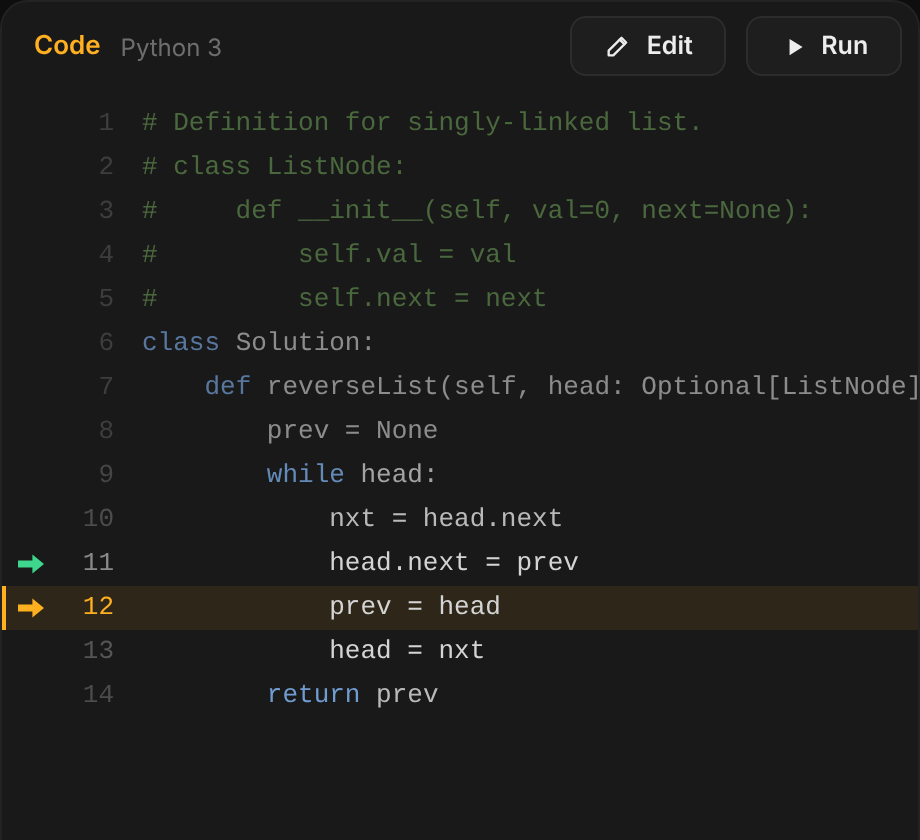 Code Python 3 Edit Run
1 # Definition for singly-linked list.
2 # class ListNode:
3 #     def __init__(self, val=0, next=None):
4 #         self.val = val
5 #         self.next = next
6 class Solution:
7     def reverseList(self, head: Optional[ListNode]
8         prev = None
9         while head:
10             nxt = head.next
11             head.next = prev
12             prev = head
13             head = nxt
14         return prev